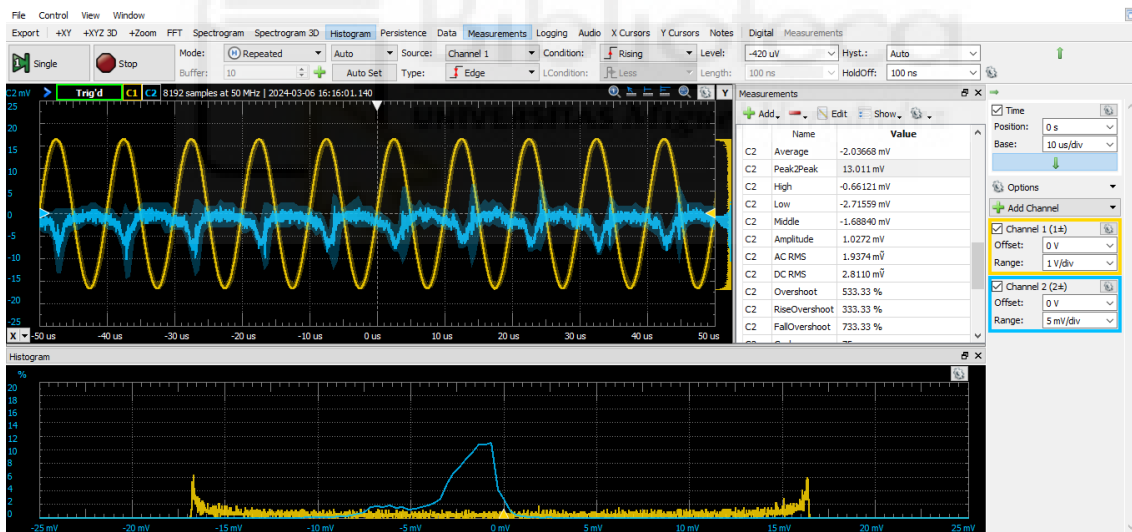 File Control View Window
Export +XY +XYZ 3D +Zoom FFT Spectrogram Spectrogram 3D Histogram Persistence Data Measurements Logging Audio X Cursors Y Cursors Notes Digital Measurements
Single Stop Mode: Repeated Auto Source: Channel 1 Condition: Rising Level: -420 uV Hyst.: Auto
Buffer: 10 Auto Set Type: Edge LCondition: Less Length: 100 ns HoldOff: 100 ns
C2 mV Trig'd C1 C2 8192 samples at 50 MHz | 2024-03-06 16:16:01.140 Y
25
20
15
10
5
0
-5
-10
-15
-20
-25
X -50 us -40 us -30 us -20 us -10 us 0 us 10 us 20 us 30 us 40 us 50 us
Measurements
Add Edit Show
Name Value
C2 Average -2.03668 mV
C2 Peak2Peak 13.011 mV
C2 High -0.66121 mV
C2 Low -2.71559 mV
C2 Middle -1.68840 mV
C2 Amplitude 1.0272 mV
C2 AC RMS 1.9374 mṼ
C2 DC RMS 2.8110 mṼ
C2 Overshoot 533.33 %
C2 RiseOvershoot 333.33 %
C2 FallOvershoot 733.33 %
Time
Position: 0 s
Base: 10 us/div
Options
Add Channel
Channel 1 (1±)
Offset: 0 V
Range: 1 V/div
Channel 2 (2±)
Offset: 0 V
Range: 5 mV/div
Histogram
%
20
18
16
14
12
10
8
6
4
2
0
-25 mV -20 mV -15 mV -10 mV -5 mV 0 mV 5 mV 10 mV 15 mV 20 mV 25 mV